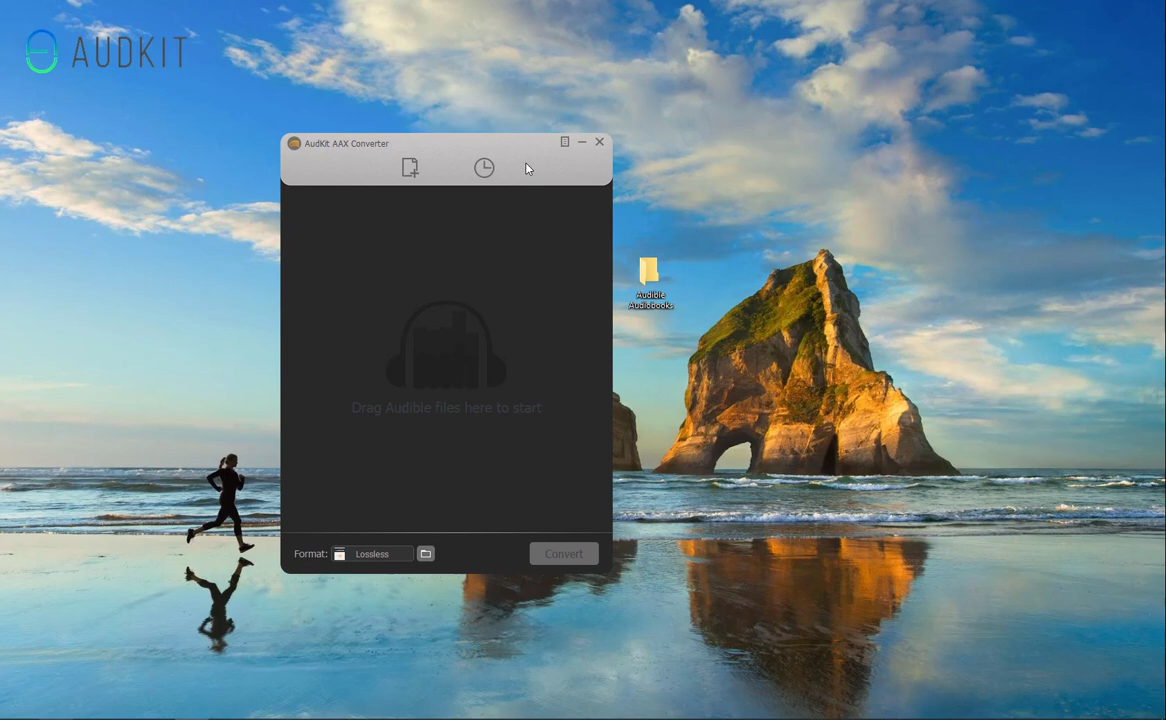 AUDKIT
AudKit AAX Converter
Audible
Audiobooks
Drag Audible files here to start
Format:
Lossless
Convert